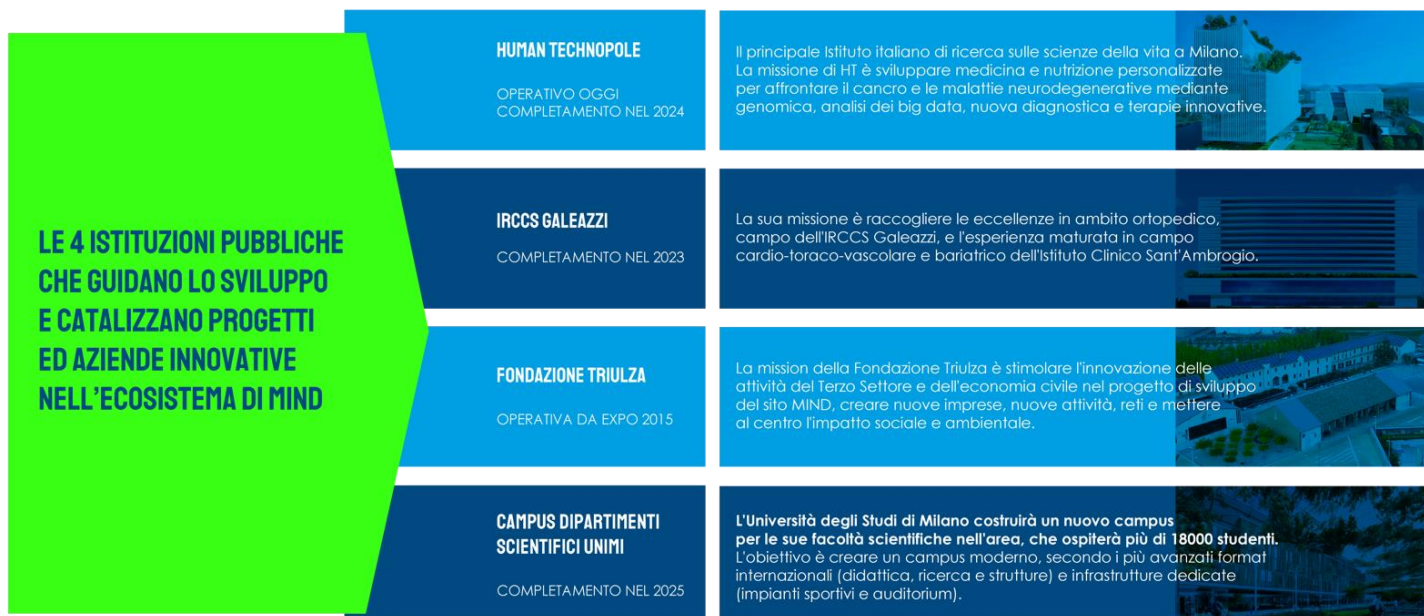 LE 4 ISTITUZIONI PUBBLICHE
CHE GUIDANO LO SVILUPPO
E CATALIZZANO PROGETTI
ED AZIENDE INNOVATIVE
NELL'ECOSISTEMA DI MIND
HUMAN TECHNOPOLE
OPERATIVO OGGI
COMPLETAMENTO NEL 2024
Il principale Istituto italiano di ricerca sulle scienze della vita a Milano.
La missione di HT è sviluppare medicina e nutrizione personalizzate
per affrontare il cancro e le malattie neurodegenerative mediante
genomica, analisi dei big data, nuova diagnostica e terapie innovative.
IRCCS GALEAZZI
COMPLETAMENTO NEL 2023
La sua missione è raccogliere le eccellenze in ambito ortopedico,
campo dell'IRCCS Galeazzi, e l'esperienza maturata in campo
cardio-toraco-vascolare e bariatrico dell'Istituto Clinico Sant'Ambrogio.
FONDAZIONE TRIULZA
OPERATIVA DA EXPO 2015
La mission della Fondazione Triulza è stimolare l'innovazione delle
attività del Terzo Settore e dell'economia civile nel progetto di sviluppo
del sito MIND, creare nuove imprese, nuove attività, reti e mettere
al centro l'impatto sociale e ambientale.
CAMPUS DIPARTIMENTI
SCIENTIFICI UNIMI
COMPLETAMENTO NEL 2025
L'Università degli Studi di Milano costruirà un nuovo campus
per le sue facoltà scientifiche nell'area, che ospiterà più di 18000 studenti.
L'obiettivo è creare un campus moderno, secondo i più avanzati format
internazionali (didattica, ricerca e strutture) e infrastrutture dedicate
(impianti sportivi e auditorium).